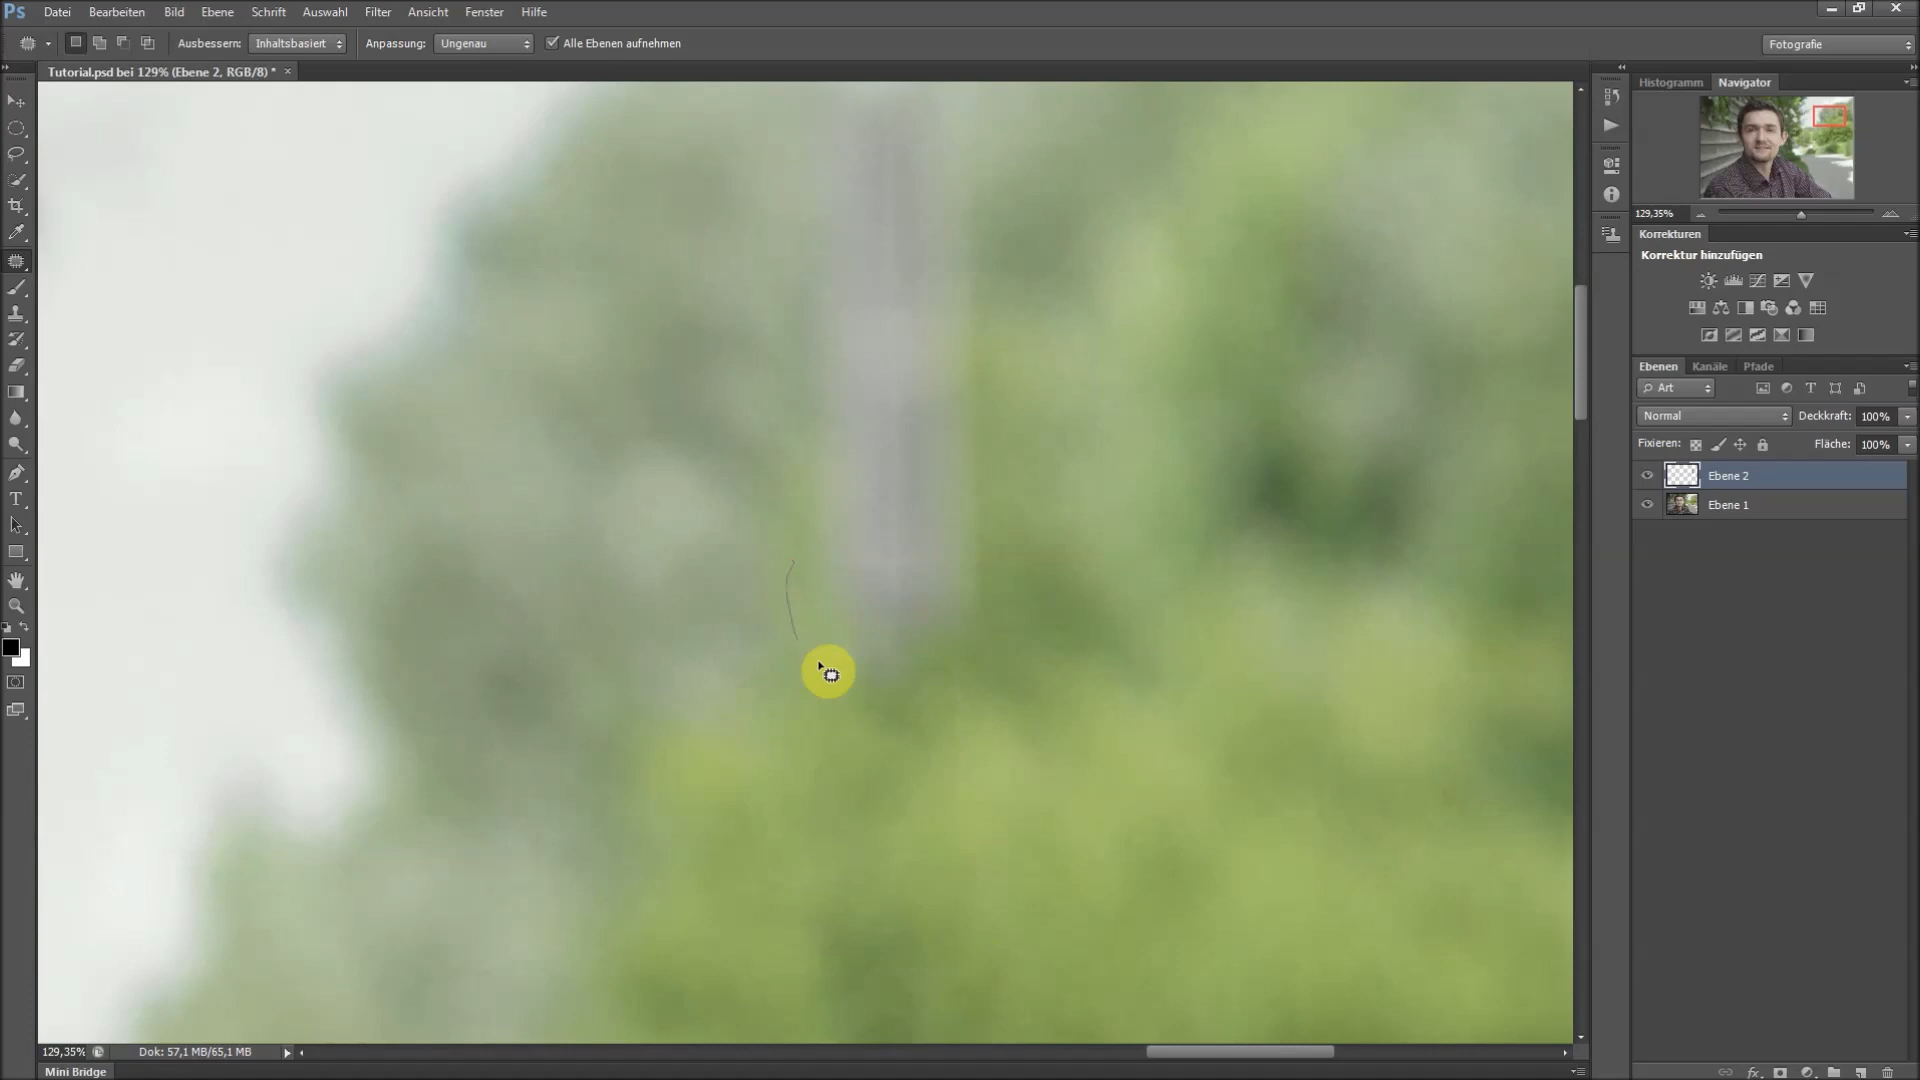 Ps Datei Bearbeiten Bild Ebene Schrift Auswahl Filter Ansicht Fenster Hilfe
Ausbessern: Inhaltsbasiert Anpassung: Ungenau Alle Ebenen aufnehmen Fotografie
Tutorial.psd bei 129% (Ebene 2, RGB/8) * ×
Histogramm Navigator
129,35%
Korrekturen
Korrektur hinzufügen
Ebenen Kanäle Pfade
Art T
Normal Deckkraft: 100%
Fixieren: Fläche: 100%
Ebene 2
Ebene 1
T
129,35% Dok: 57,1 MB/65,1 MB
Mini Bridge fx